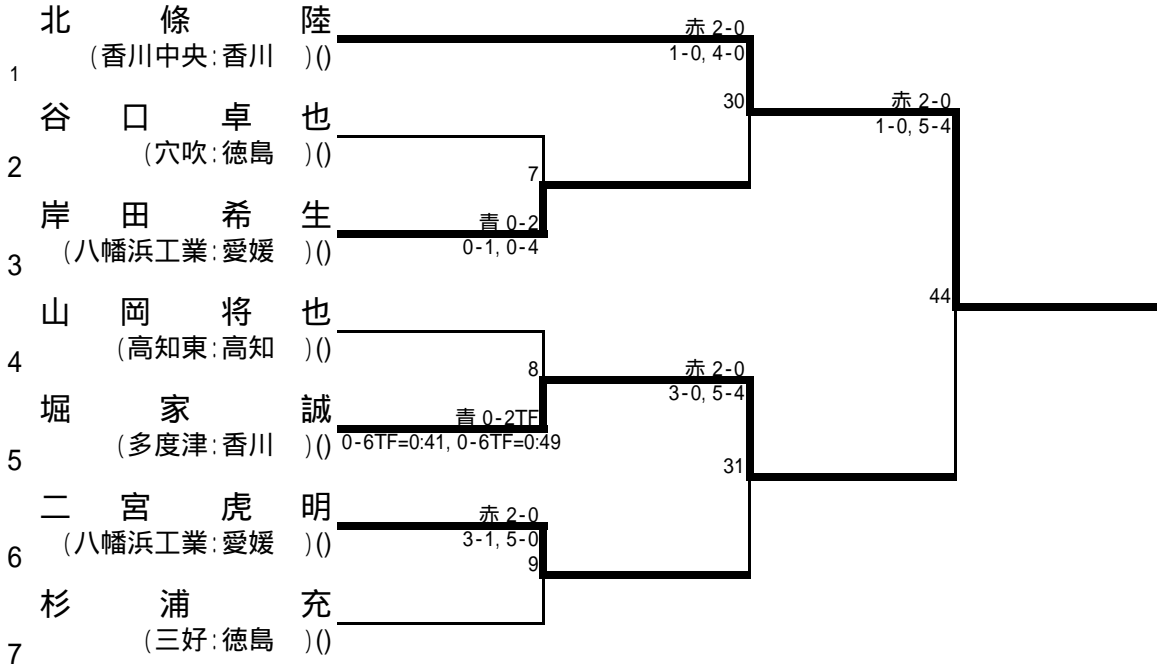 北條陸
(香川中央:香川 )()
1
谷口卓也
(穴吹:徳島 )()
2
岸田希生
(八幡浜工業:愛媛 )()
3
山岡将也
(高知東:高知 )()
4
堀家誠
(多度津:香川 )()
5
二宮虎明
(八幡浜工業:愛媛 )()
6
杉浦充
(三好:徳島 )()
7
7
青 0-2
0-1, 0-4
8
青 0-2TF
0-6TF=0:41, 0-6TF=0:49
赤 2-0
3-1, 5-0
9
赤 2-0
1-0, 4-0
30
赤 2-0
3-0, 5-4
31
赤 2-0
1-0, 5-4
44